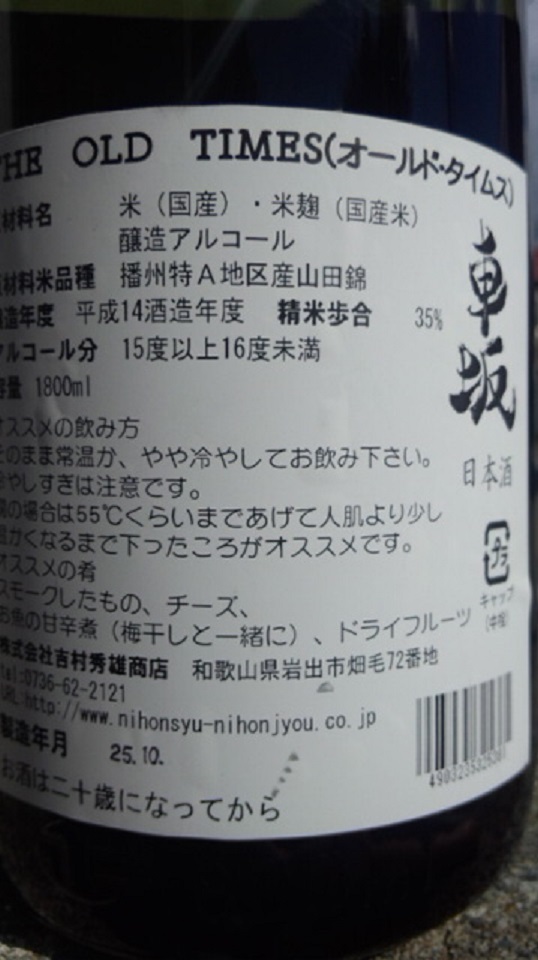 THE OLD TIMES(オールド・タイムス)
材料名 米（国産）・米麹（国産米）
醸造アルコール
材料米品種 播州特A地区産山田錦
造年度 平成14酒造年度 精米歩合 35%
アルコール分 15度以上16度未満
容量 1800ml
オススメの飲み方
そのまま常温か、やや冷やしてお飲み下さい。
冷やしすぎは注意です。
燗の場合は55℃くらいまであげて人肌より少し
温かくなるまで下ったころがオススメです。
オススメの肴
スモークしたもの、チーズ、
お魚の甘辛煮（梅干しと一緒に）、ドライフルーツ
株式会社吉村秀雄商店 和歌山県岩出市畑毛72番地
tel:0736-62-2121
URL:http://www.nihonsyu-nihonjyou.co.jp
製造年月 25.10.
お酒は二十歳になってから
車坂
日本酒
プラ
キャップ
(中栓)